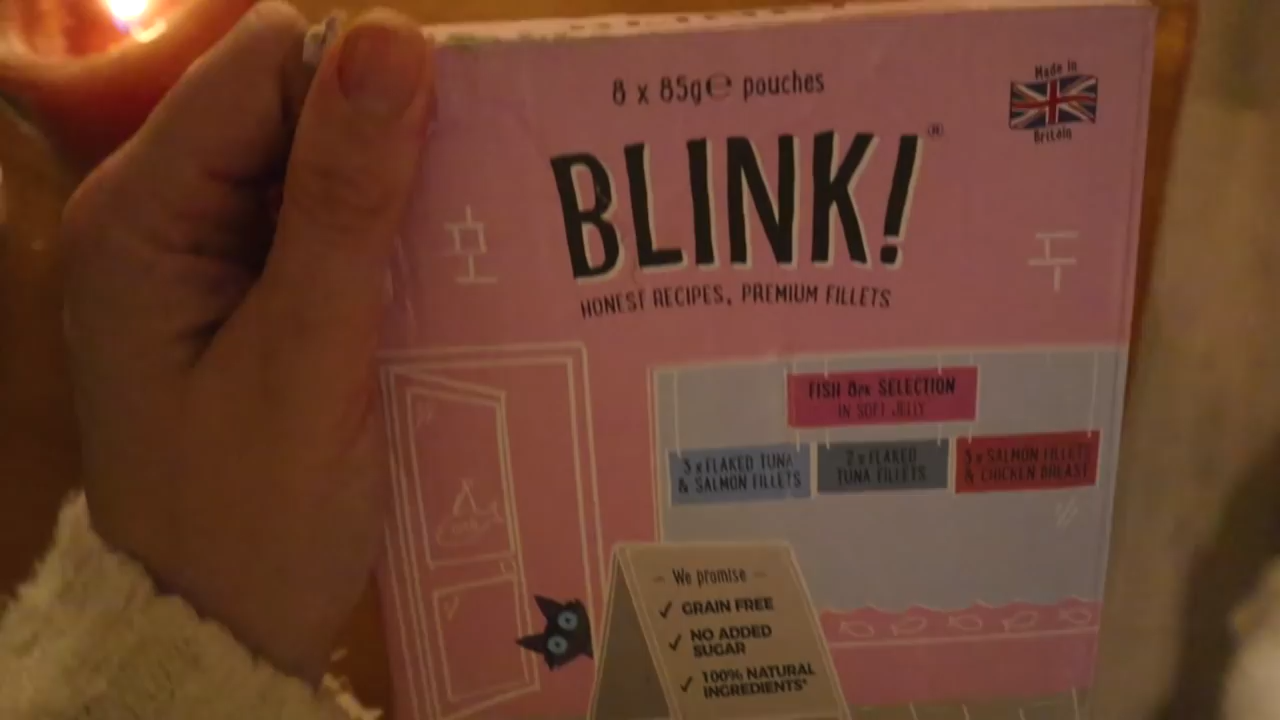 8 x 85g℮ pouches
Made in
Britain
BLINK!®
HONEST RECIPES, PREMIUM FILLETS
FISH 8PK SELECTION
IN SOFT JELLY
3 x FLAKED TUNA
& SALMON FILLETS
2 x FLAKED
TUNA FILLETS
3 x SALMON FILLETS
& CHICKEN BREAST
– We promise –
✓ GRAIN FREE
✓ NO ADDED
SUGAR
✓ 100% NATURAL
INGREDIENTS*